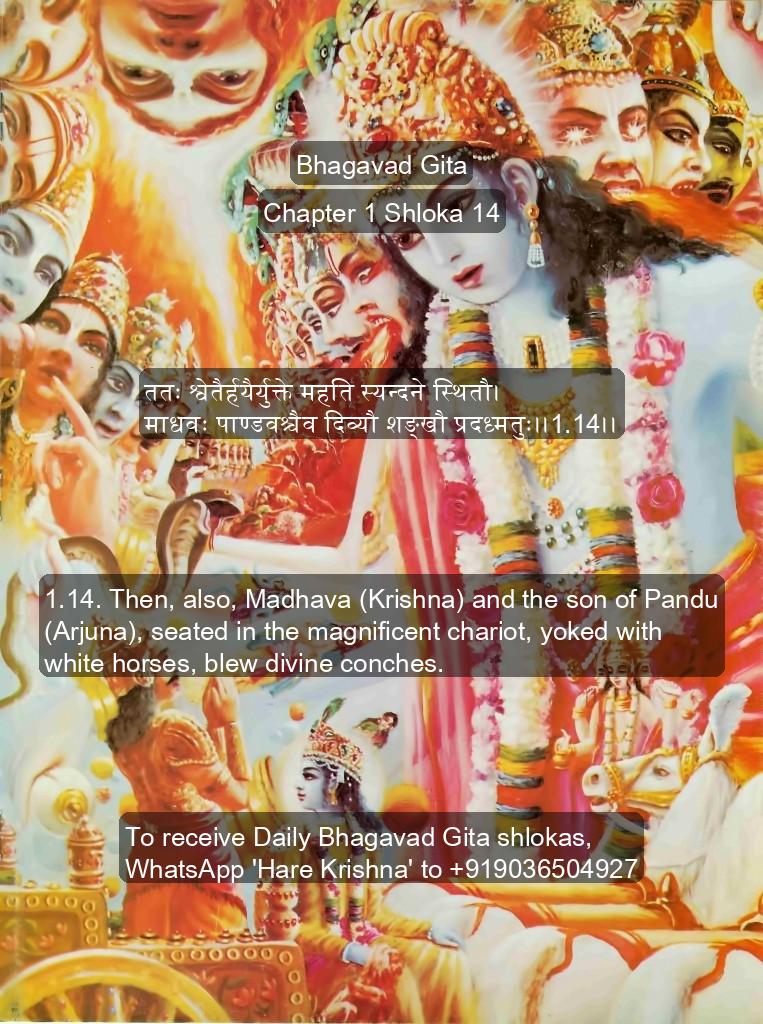 Bhagavad Gita
Chapter 1 Shloka 14
ततः श्वेतैर्हयैर्युक्ते महति स्यन्दने स्थितौ।
माधवः पाण्डवश्चैव दिव्यौ शङ्खौ प्रदध्मतुः।।1.14।।
1.14. Then, also, Madhava (Krishna) and the son of Pandu
(Arjuna), seated in the magnificent chariot, yoked with
white horses, blew divine conches.
To receive Daily Bhagavad Gita shlokas,
WhatsApp 'Hare Krishna' to +919036504927